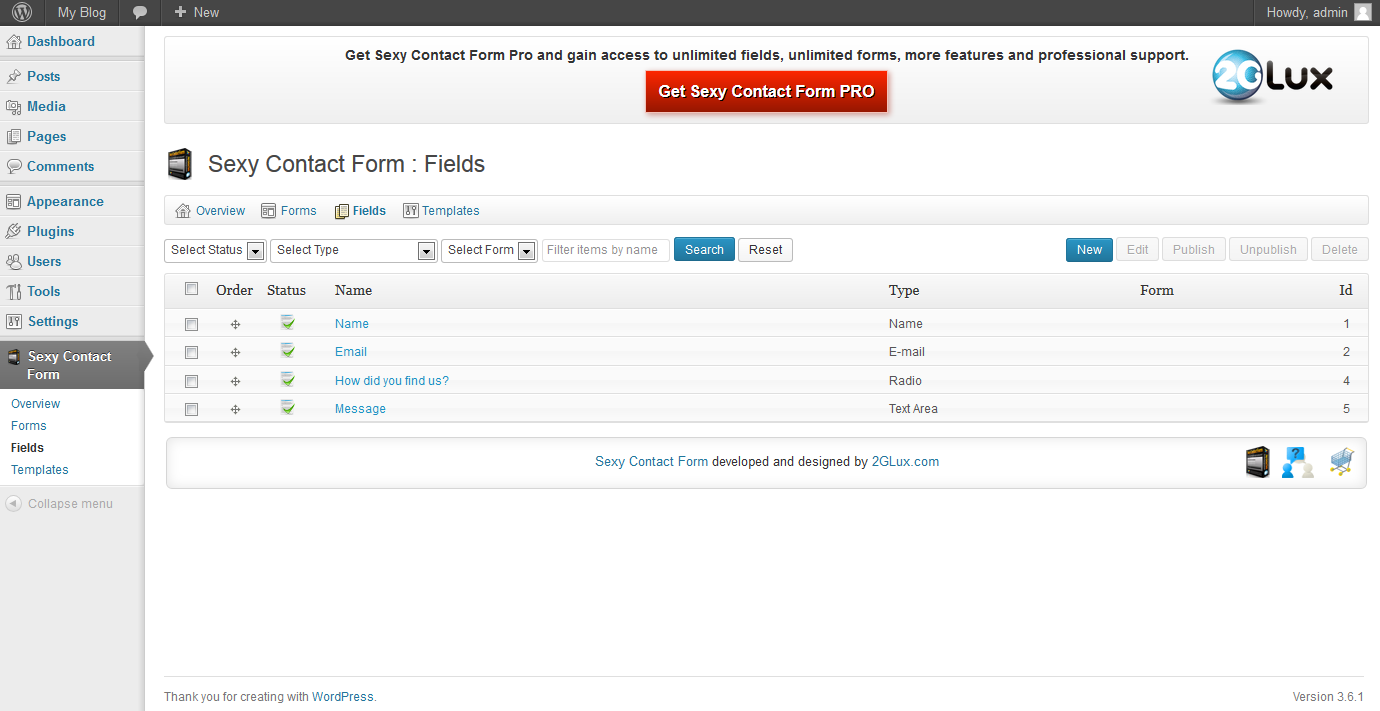 My Blog
New
Howdy, admin
Dashboard
Posts
Media
Pages
Comments
Appearance
Plugins
Users
Tools
Settings
Sexy Contact
Form
Overview
Forms
Fields
Templates
Collapse menu
Get Sexy Contact Form Pro and gain access to unlimited fields, unlimited forms, more features and professional support.
Get Sexy Contact Form PRO
2GLux
Sexy Contact Form : Fields
Overview Forms Fields Templates
Select Status Select Type Select Form Filter items by name Search Reset New Edit Publish Unpublish Delete
Order Status Name Type Form Id
Name Name 1
Email E-mail 2
How did you find us? Radio 4
Message Text Area 5
Sexy Contact Form developed and designed by 2GLux.com
Thank you for creating with WordPress.
Version 3.6.1